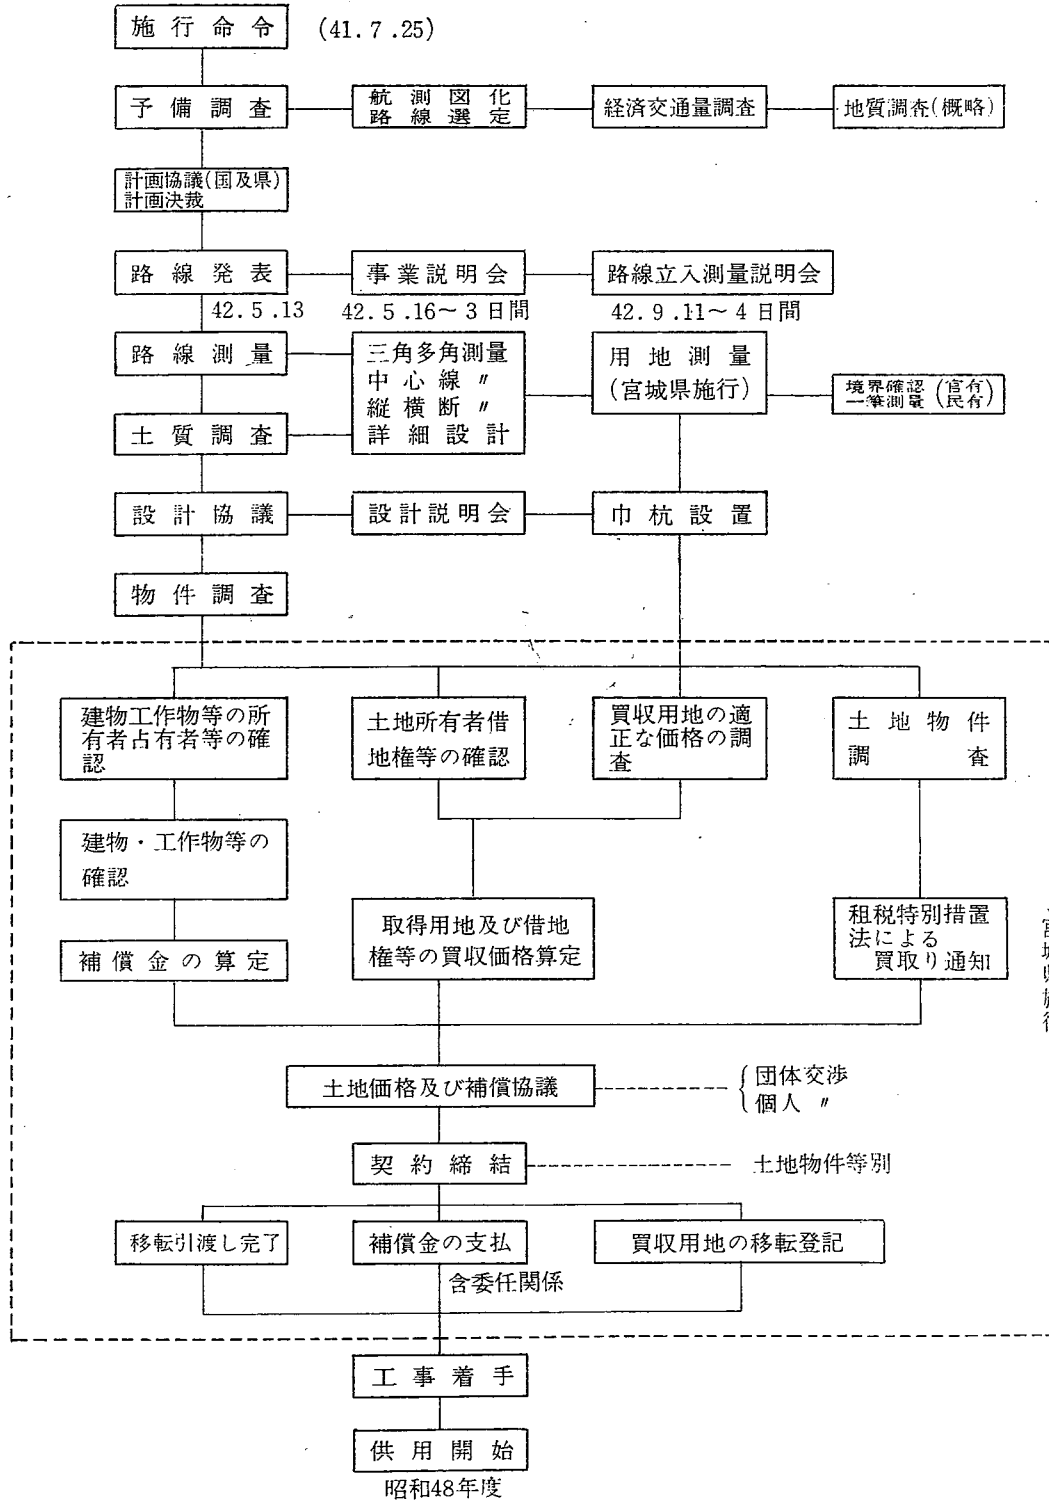 施行命令 (41.7.25)
予備調査
航測図化
路線選定
経済交通量調査
地質調査(概略)
計画協議(国及県)
計画決裁
路線発表
事業説明会
路線立入測量説明会
42.5.13
42.5.16~3日間
42.9.11~4日間
路線測量
三角多角測量
中心線〃
縦横断〃
詳細設計
用地測量
(宮城県施行)
境界確認(官有)
一筆測量(民有)
土質調査
設計協議
設計説明会
巾杭設置
物件調査
建物工作物等の所
有者占有者等の確
認
土地所有者借
地権等の確認
買収用地の適
正な価格の調
査
土地物件
調査
建物・工作物等の
確認
補償金の算定
取得用地及び借地
権等の買収価格算定
租税特別措置
法による
買取り通知
宮城県施行
土地価格及び補償協議
団体交渉
個人〃
契約締結
土地物件等別
移転引渡し完了
補償金の支払
買収用地の移転登記
含委任関係
工事着手
供用開始
昭和48年度